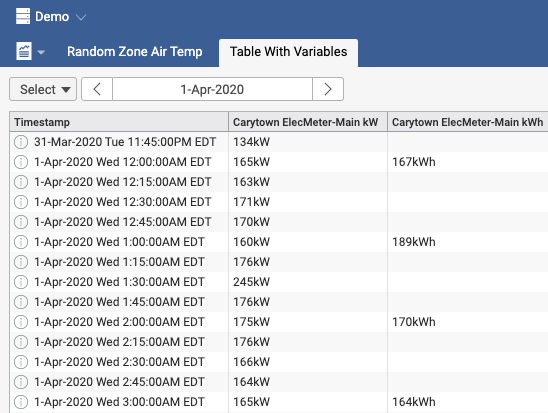 Demo
Random Zone Air Temp Table With Variables
Select 1-Apr-2020
Timestamp Carytown ElecMeter-Main kW Carytown ElecMeter-Main kWh
31-Mar-2020 Tue 11:45:00PM EDT 134kW
1-Apr-2020 Wed 12:00:00AM EDT 165kW 167kWh
1-Apr-2020 Wed 12:15:00AM EDT 163kW
1-Apr-2020 Wed 12:30:00AM EDT 171kW
1-Apr-2020 Wed 12:45:00AM EDT 170kW
1-Apr-2020 Wed 1:00:00AM EDT 160kW 189kWh
1-Apr-2020 Wed 1:15:00AM EDT 176kW
1-Apr-2020 Wed 1:30:00AM EDT 245kW
1-Apr-2020 Wed 1:45:00AM EDT 176kW
1-Apr-2020 Wed 2:00:00AM EDT 175kW 170kWh
1-Apr-2020 Wed 2:15:00AM EDT 176kW
1-Apr-2020 Wed 2:30:00AM EDT 166kW
1-Apr-2020 Wed 2:45:00AM EDT 164kW
1-Apr-2020 Wed 3:00:00AM EDT 165kW 164kWh